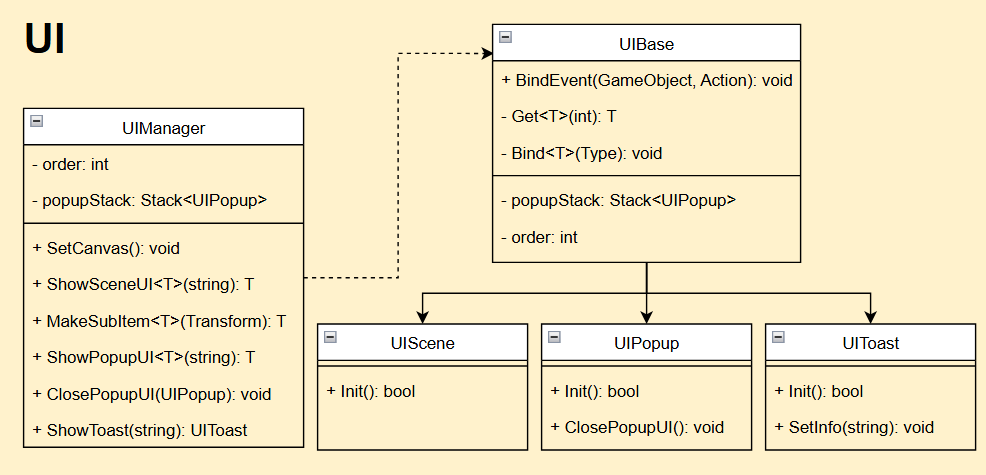 UI
UIManager
- order: int
- popupStack: Stack<UIPopup>
+ SetCanvas(): void
+ ShowSceneUI<T>(string): T
+ MakeSubItem<T>(Transform): T
+ ShowPopupUI<T>(string): T
+ ClosePopupUI(UIPopup): void
+ ShowToast(string): UIToast
UIBase
+ BindEvent(GameObject, Action): void
- Get<T>(int): T
- Bind<T>(Type): void
- popupStack: Stack<UIPopup>
- order: int
UIScene
+ Init(): bool
UIPopup
+ Init(): bool
+ ClosePopupUI(): void
UIToast
+ Init(): bool
+ SetInfo(string): void